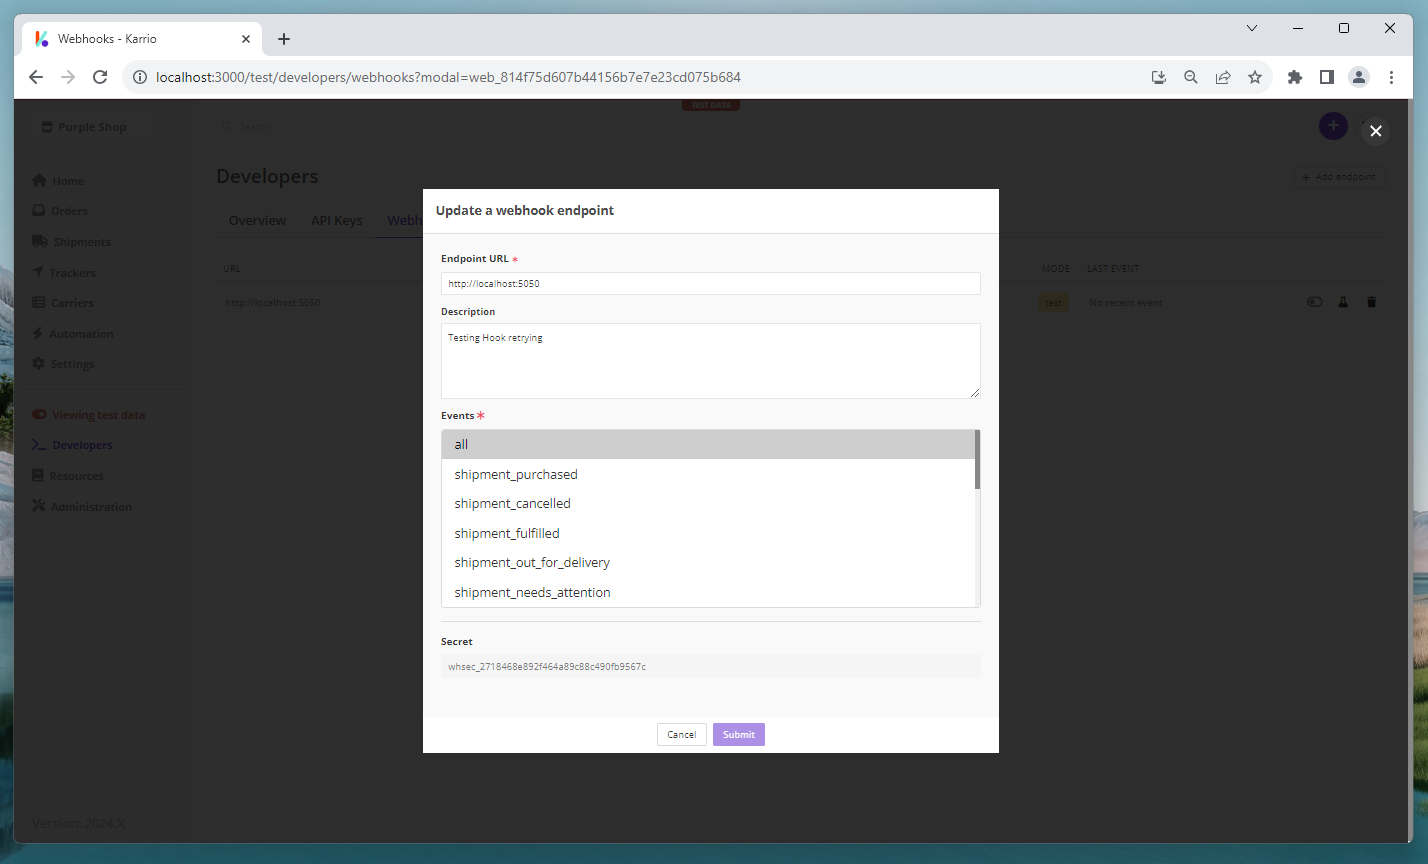 Webhooks - Karrio
localhost:3000/test/developers/webhooks?modal=web_814f75d607b44156b7e7e23cd075b684
TEST DATA
Purple Shop
Search
Developers
Add endpoint
Home
Orders
Shipments
Trackers
Carriers
Automation
Settings
Viewing test data
Developers
Resources
Administration
Version: 2024.X
Overview API Keys Webh
URL MODE LAST EVENT
http://localhost:5050 test No recent event
Update a webhook endpoint
Endpoint URL *
http://localhost:5050
Description
Testing Hook retrying
Events *
all
shipment_purchased
shipment_cancelled
shipment_fulfilled
shipment_out_for_delivery
shipment_needs_attention
Secret
whsec_2718468e892f464a89c88c490fb9567c
Cancel Submit